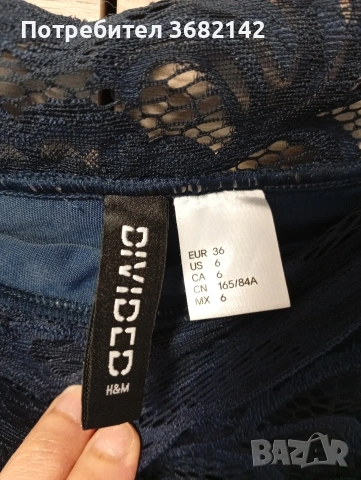 Потребител 3682142
DIVIDED
H&M
EUR 36
US 6
CA 6
CN 165/84A
MX 6
BAZAR